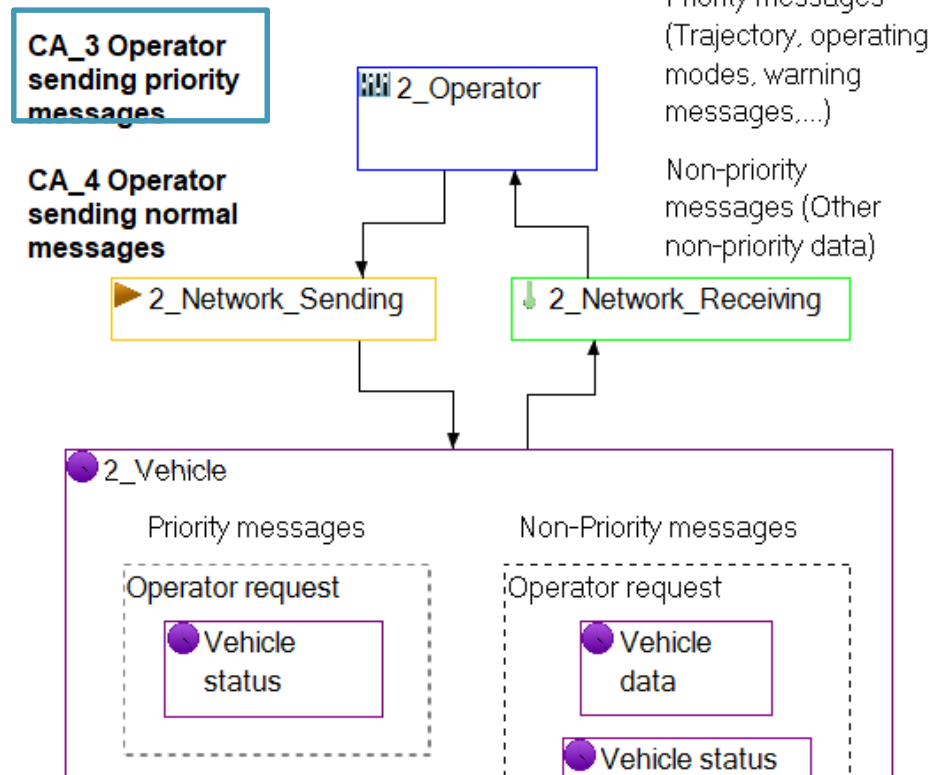 Priority messages
(Trajectory, operating
modes, warning
messages,...)
CA_3 Operator
sending priority
messages
2_Operator
CA_4 Operator
sending normal
messages
Non-priority
messages (Other
non-priority data)
2_Network_Sending
2_Network_Receiving
2_Vehicle
Priority messages
Non-Priority messages
Operator request
Operator request
Vehicle
status
Vehicle
data
Vehicle status